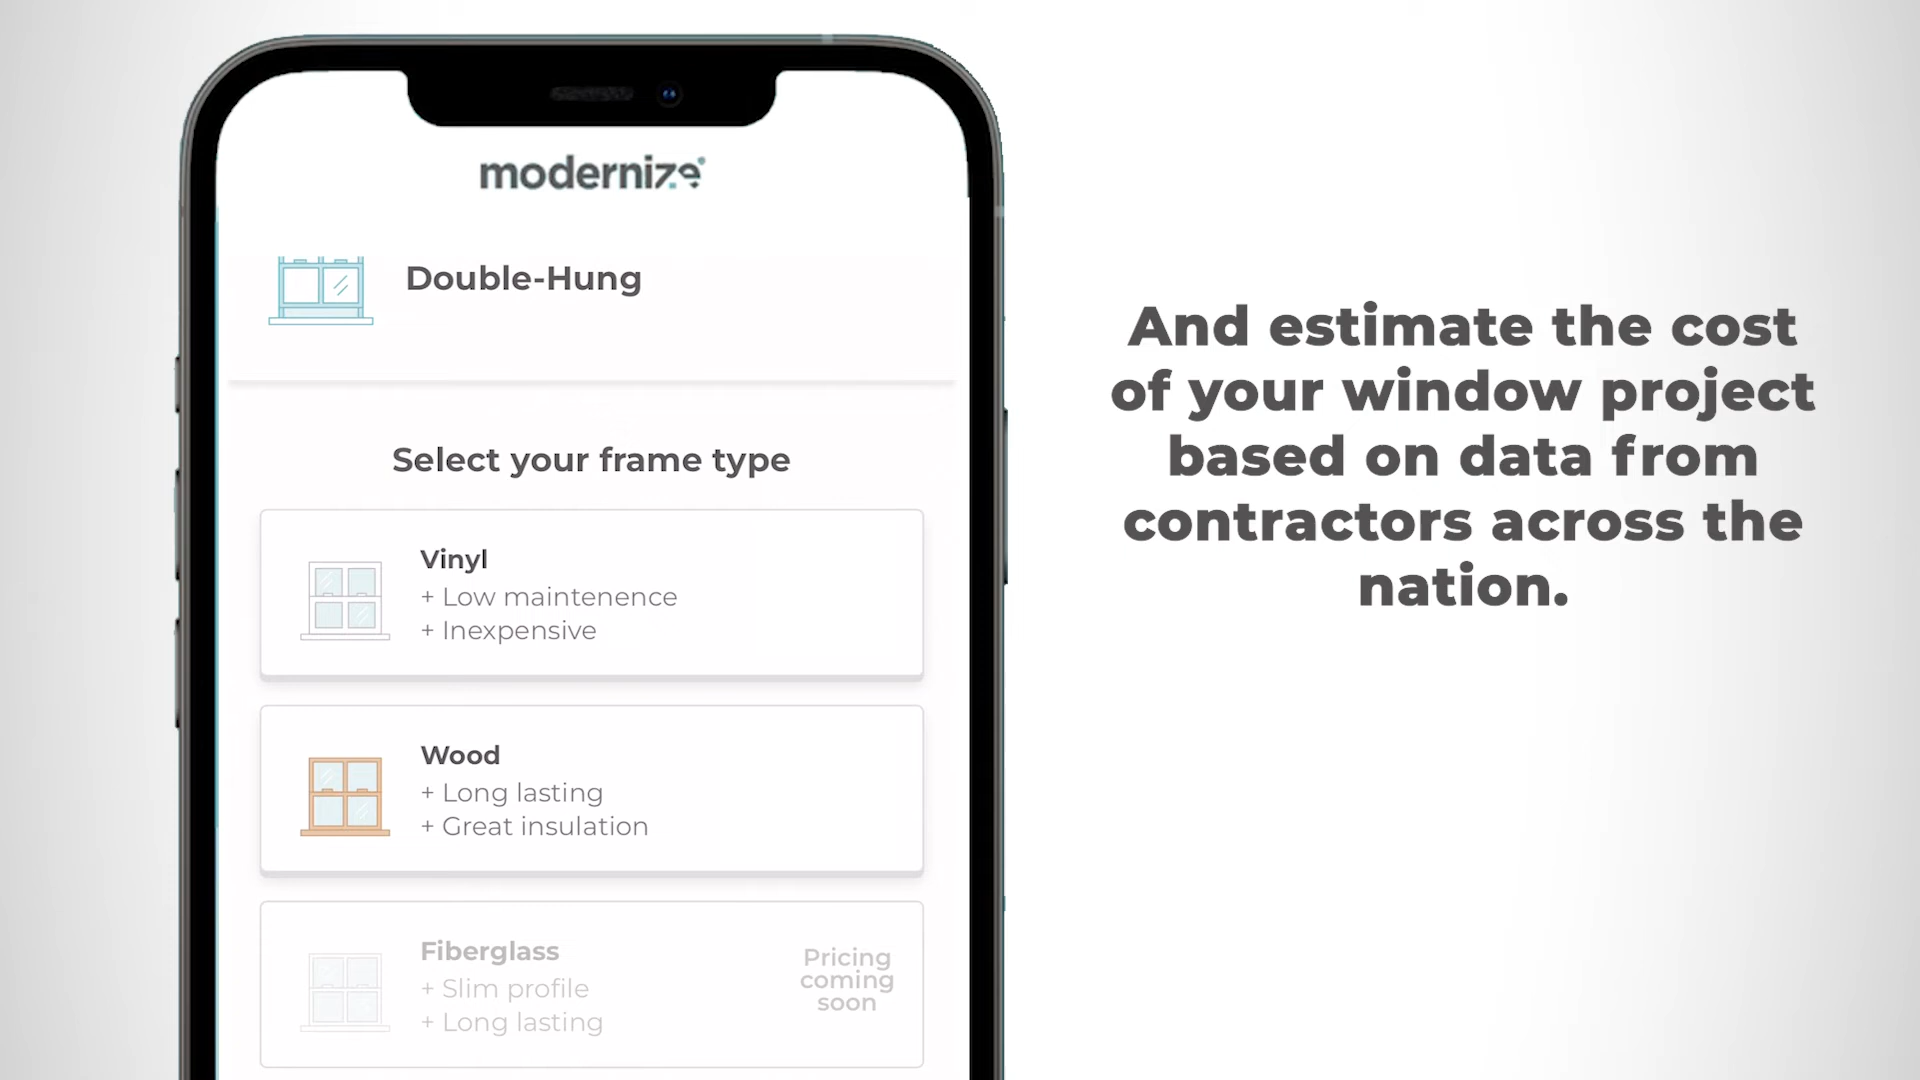 modernize
Double-Hung
Select your frame type
Vinyl
+ Low maintenence
+ Inexpensive
Wood
+ Long lasting
+ Great insulation
Fiberglass
+ Slim profile
+ Long lasting
Pricing
coming
soon
And estimate the cost
of your window project
based on data from
contractors across the
nation.